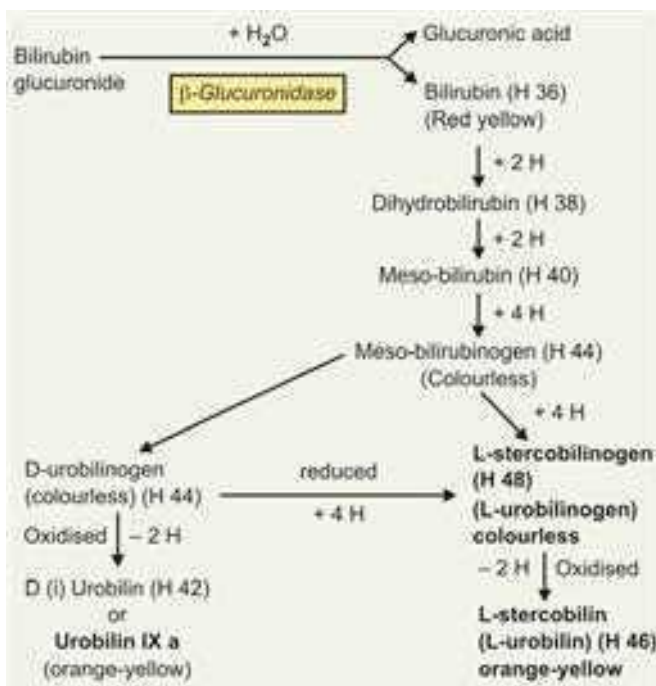 + H₂O
Glucuronic acid
Bilirubin
glucuronide
β-Glucuronidase
Bilirubin (H 36)
(Red yellow)
+ 2 H
Dihydrobilirubin (H 38)
+ 2 H
Meso-bilirubin (H 40)
+ 4 H
Meso-bilirubinogen (H 44)
(Colourless)
+ 4 H
D-urobilinogen
(colourless) (H 44)
reduced
+ 4 H
L-stercobilinogen
(H 48)
(L-urobilinogen)
colourless
Oxidised – 2 H
– 2 H Oxidised
D (i) Urobilin (H 42)
or
Urobilin IX a
(orange-yellow)
L-stercobilin
(L-urobilin) (H 46)
orange-yellow